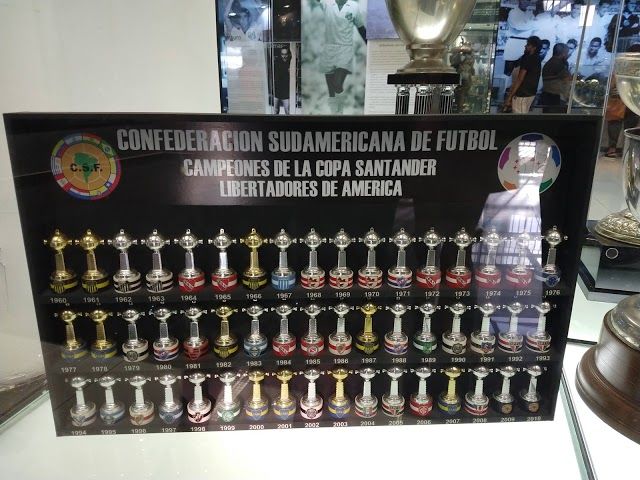 CONFEDERACION SUDAMERICANA DE FUTBOL
CAMPEONES DE LA COPA SANTANDER
LIBERTADORES DE AMERICA
C.S.F.
1960 1961 1962 1963 1964 1965 1966 1967 1968 1969 1970 1971 1972 1973 1974 1975 1976
1977 1978 1979 1980 1981 1982 1983 1984 1985 1986 1987 1988 1989 1990 1991 1992 1993
1994 1995 1996 1997 1998 1999 2000 2001 2002 2003 2004 2005 2006 2007 2008 2009 2010